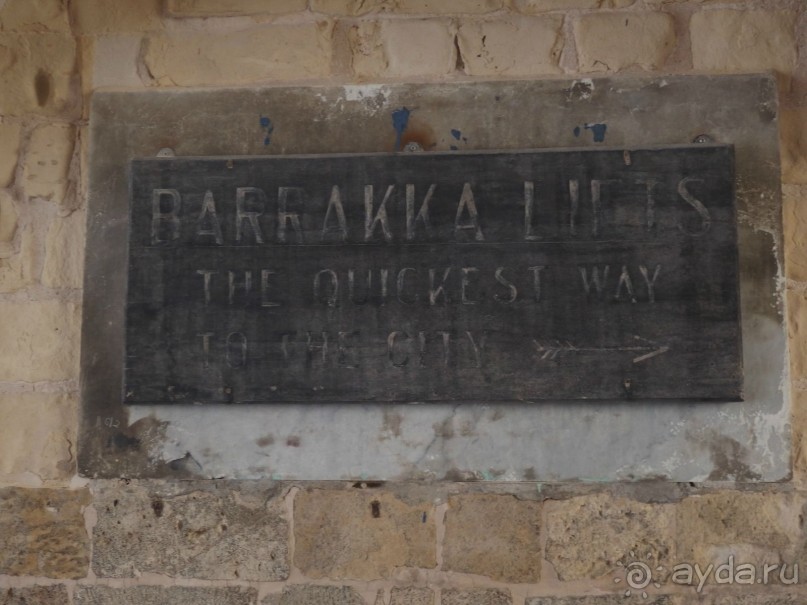 BARRAKKA LIFTS
THE QUICKEST WAY
TO THE CITY
ayda.ru